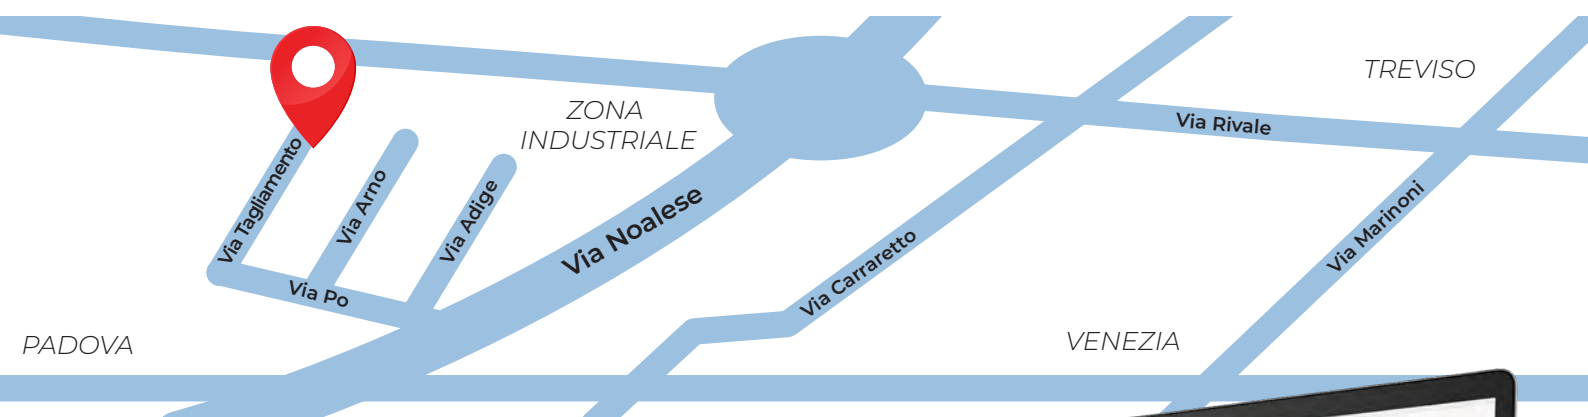 TREVISO
ZONA
INDUSTRIALE
Via Rivale
Via Tagliamento
Via Arno
Via Adige
Via Noalese
Via Carraretto
Via Marinoni
Via Po
PADOVA
VENEZIA